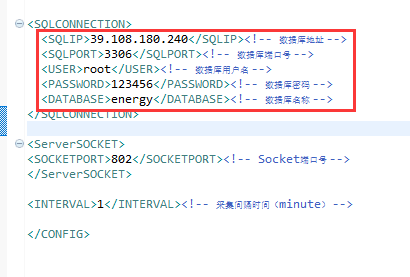 <SQLCONNECTION>
<SQLIP>39.108.180.240</SQLIP><!-- 数据库地址 -->
<SQLPORT>3306</SQLPORT><!-- 数据库端口号 -->
<USER>root</USER><!-- 数据库用户名 -->
<PASSWORD>123456</PASSWORD><!-- 数据库密码 -->
<DATABASE>energy</DATABASE><!-- 数据库名称 -->
</SQLCONNECTION>
<ServerSOCKET>
<SOCKETPORT>802</SOCKETPORT><!-- Socket端口号 -->
</ServerSOCKET>
<INTERVAL>1</INTERVAL><!-- 采集间隔时间（minute）-->
</CONFIG>